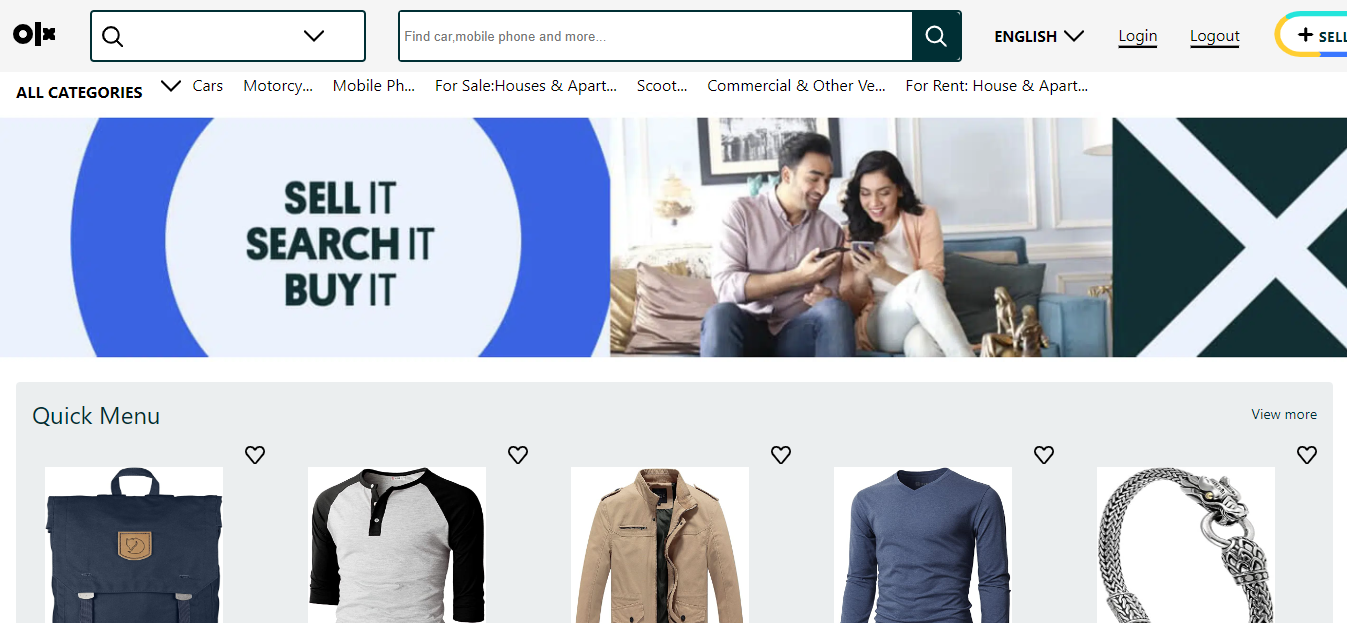 olx
Find car,mobile phone and more...
ENGLISH
Login
Logout
+ SELL
ALL CATEGORIES
Cars
Motorcy...
Mobile Ph...
For Sale:Houses & Apart...
Scoot...
Commercial & Other Ve...
For Rent: House & Apart...
SELL IT
SEARCH IT
BUY IT
Quick Menu
View more